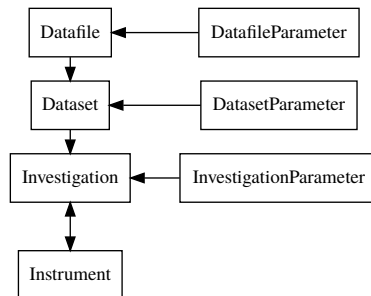 Datafile
DatafileParameter
Dataset
DatasetParameter
Investigation
InvestigationParameter
Instrument